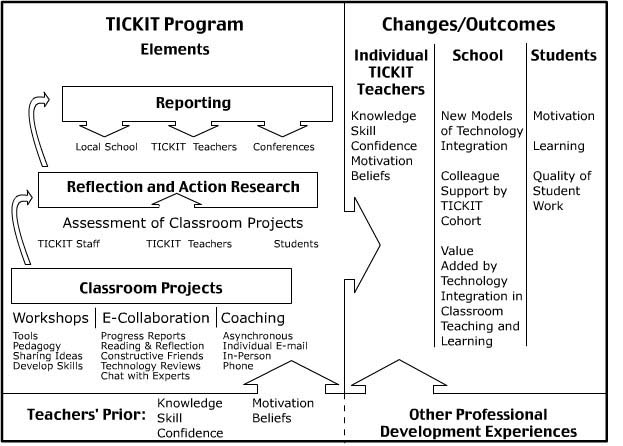 TICKIT Program
Elements
Reporting
Local School
TICKIT Teachers
Conferences
Reflection and Action Research
Assessment of Classroom Projects
TICKIT Staff
TICKIT Teachers
Students
Classroom Projects
Workshops
Tools
Pedagogy
Sharing Ideas
Develop Skills
E-Collaboration
Progress Reports
Reading & Reflection
Constructive Friends
Technology Reviews
Chat with Experts
Coaching
Asynchronous
Individual E-mail
In-Person
Phone
Teachers' Prior:
Knowledge
Skill
Confidence
Motivation
Beliefs
Changes/Outcomes
Individual
TICKIT
Teachers
Knowledge
Skill
Confidence
Motivation
Beliefs
School
New Models
of Technology
Integration
Colleague
Support by
TICKIT
Cohort
Value
Added by
Technology
Integration in
Classroom
Teaching and
Learning
Students
Motivation
Learning
Quality of
Student
Work
Other Professional
Development Experiences